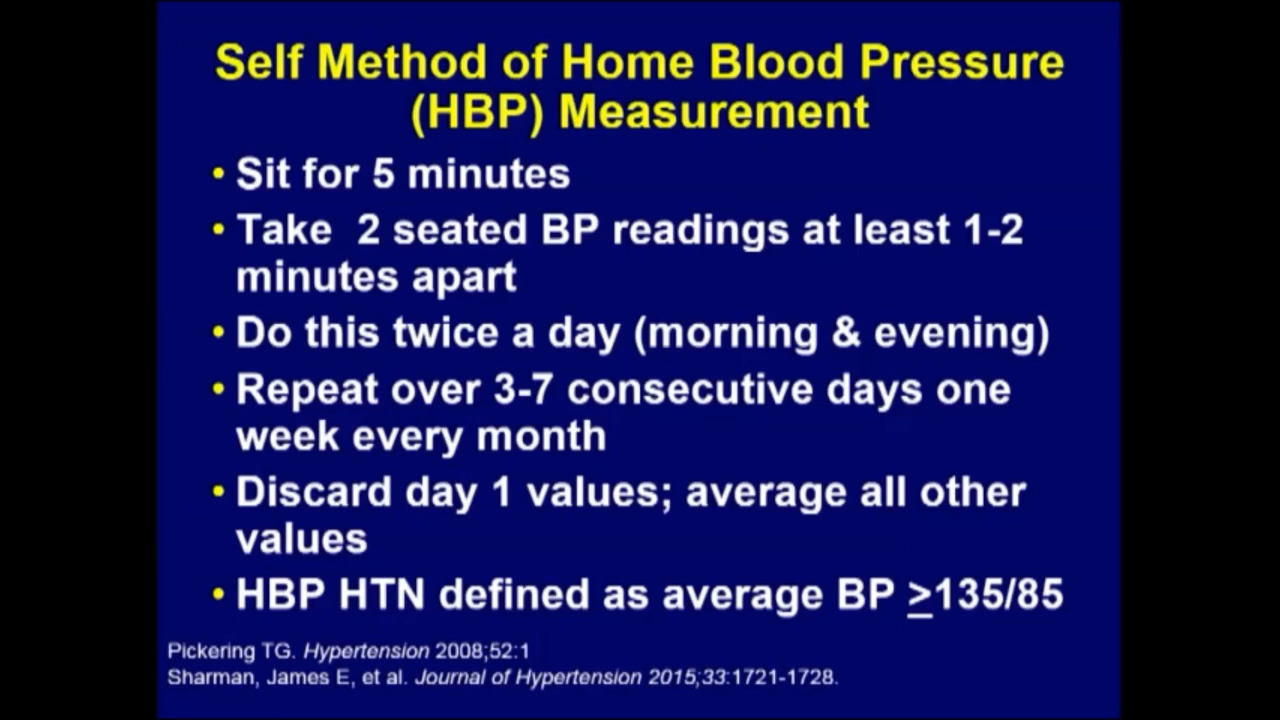 Self Method of Home Blood Pressure
(HBP) Measurement
• Sit for 5 minutes
• Take 2 seated BP readings at least 1-2
minutes apart
• Do this twice a day (morning & evening)
• Repeat over 3-7 consecutive days one
week every month
• Discard day 1 values; average all other
values
• HBP HTN defined as average BP ≥135/85
Pickering TG. Hypertension 2008;52:1
Sharman, James E, et al. Journal of Hypertension 2015;33:1721-1728.